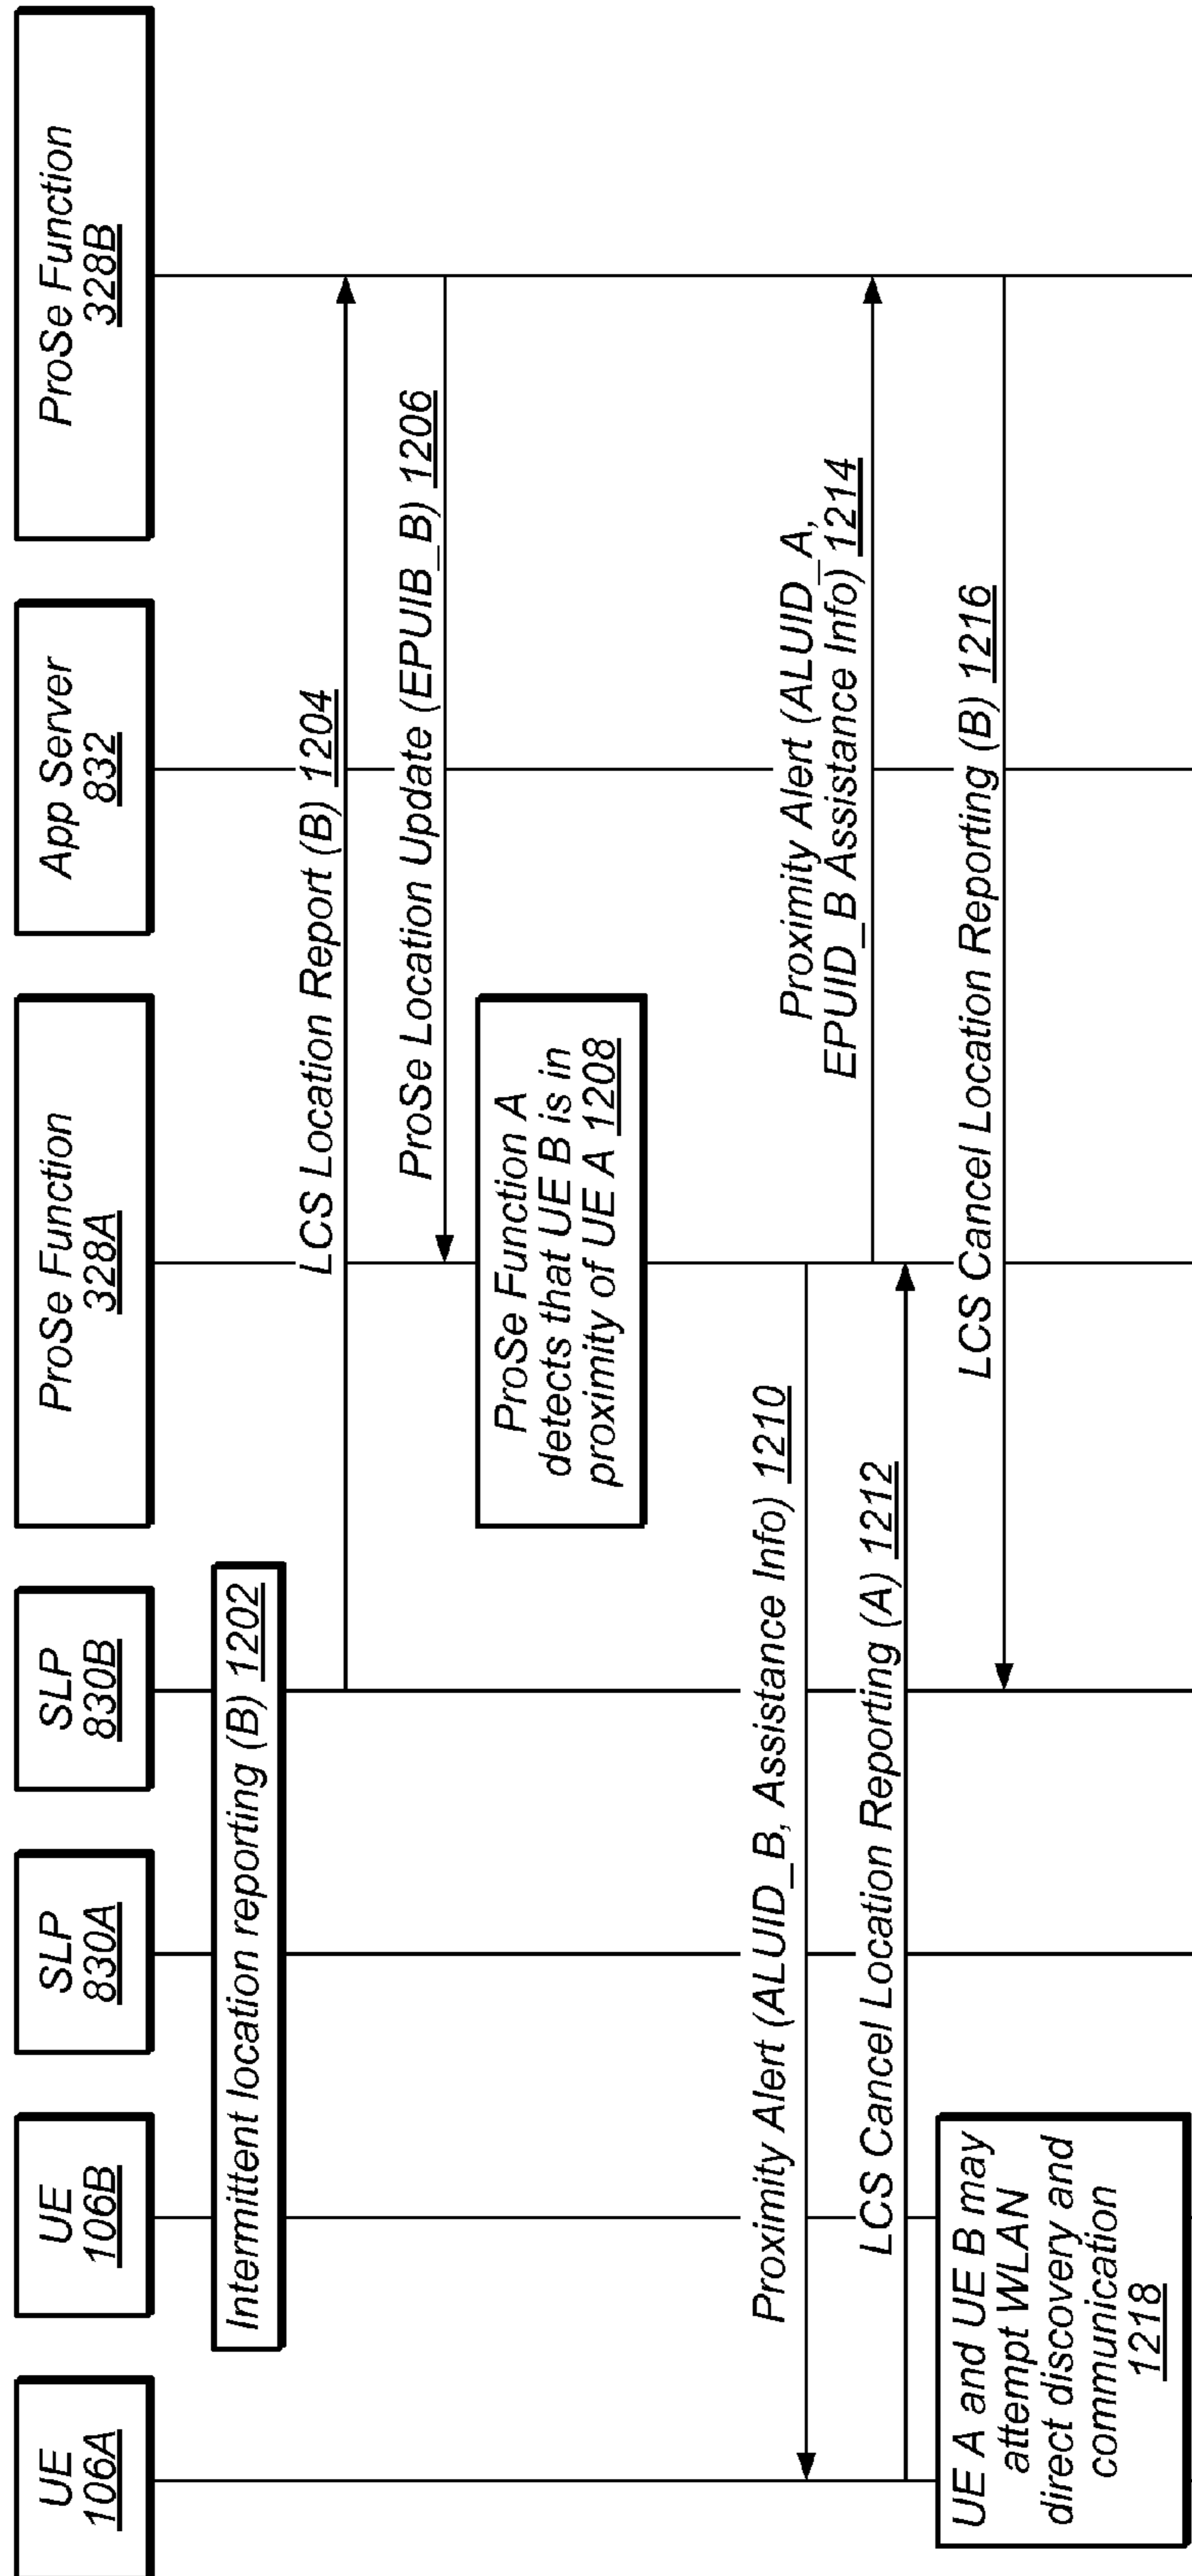 UE
106A
UE
106B
SLP
830A
SLP
830B
ProSe Function
328A
App Server
832
ProSe Function
328B
Intermittent location reporting (B) 1202
LCS Location Report (B) 1204
ProSe Location Update (EPUIB_B) 1206
ProSe Function A
detects that UE B is in
proximity of UE A 1208
Proximity Alert (ALUID_B, Assistance Info) 1210
Proximity Alert (ALUID_A,
EPUID_B Assistance Info) 1214
LCS Cancel Location Reporting (A) 1212
LCS Cancel Location Reporting (B) 1216
UE A and UE B may
attempt WLAN
direct discovery and
communication
1218